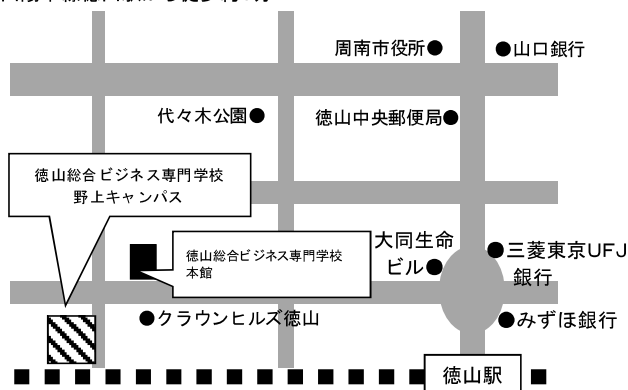 周南市役所●
●山口銀行
代々木公園●
徳山中央郵便局●
徳山総合ビジネス専門学校
野上キャンパス
徳山総合ビジネス専門学校
本館
大同生命
ビル●
●三菱東京UFJ
銀行
●クラウンヒルズ徳山
●みずほ銀行
徳山駅